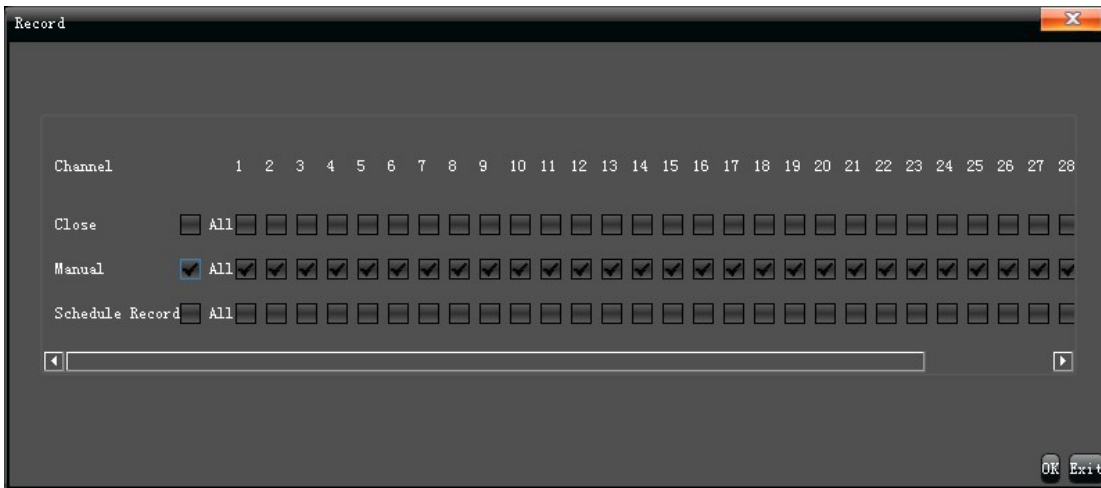 Record
Channel 1 2 3 4 5 6 7 8 9 10 11 12 13 14 15 16 17 18 19 20 21 22 23 24 25 26 27 28
Close All
Manual All
Schedule Record All
OK Exit